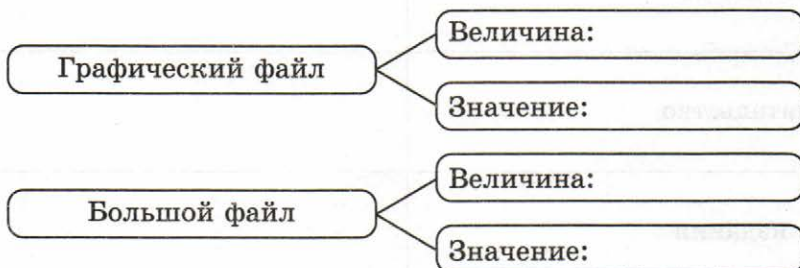 Величина:
Графический файл
Значение:
Величина:
Большой файл
Значение: